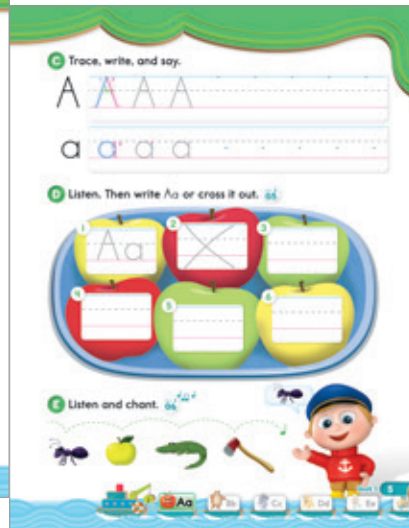 C Trace, write, and say.
A A A A
a a a a
D Listen. Then write Aa or cross it out. 05
1 Aa
2
3
4
5
6
E Listen and chant. 06
Aa Bb Cc Dd Ee
5